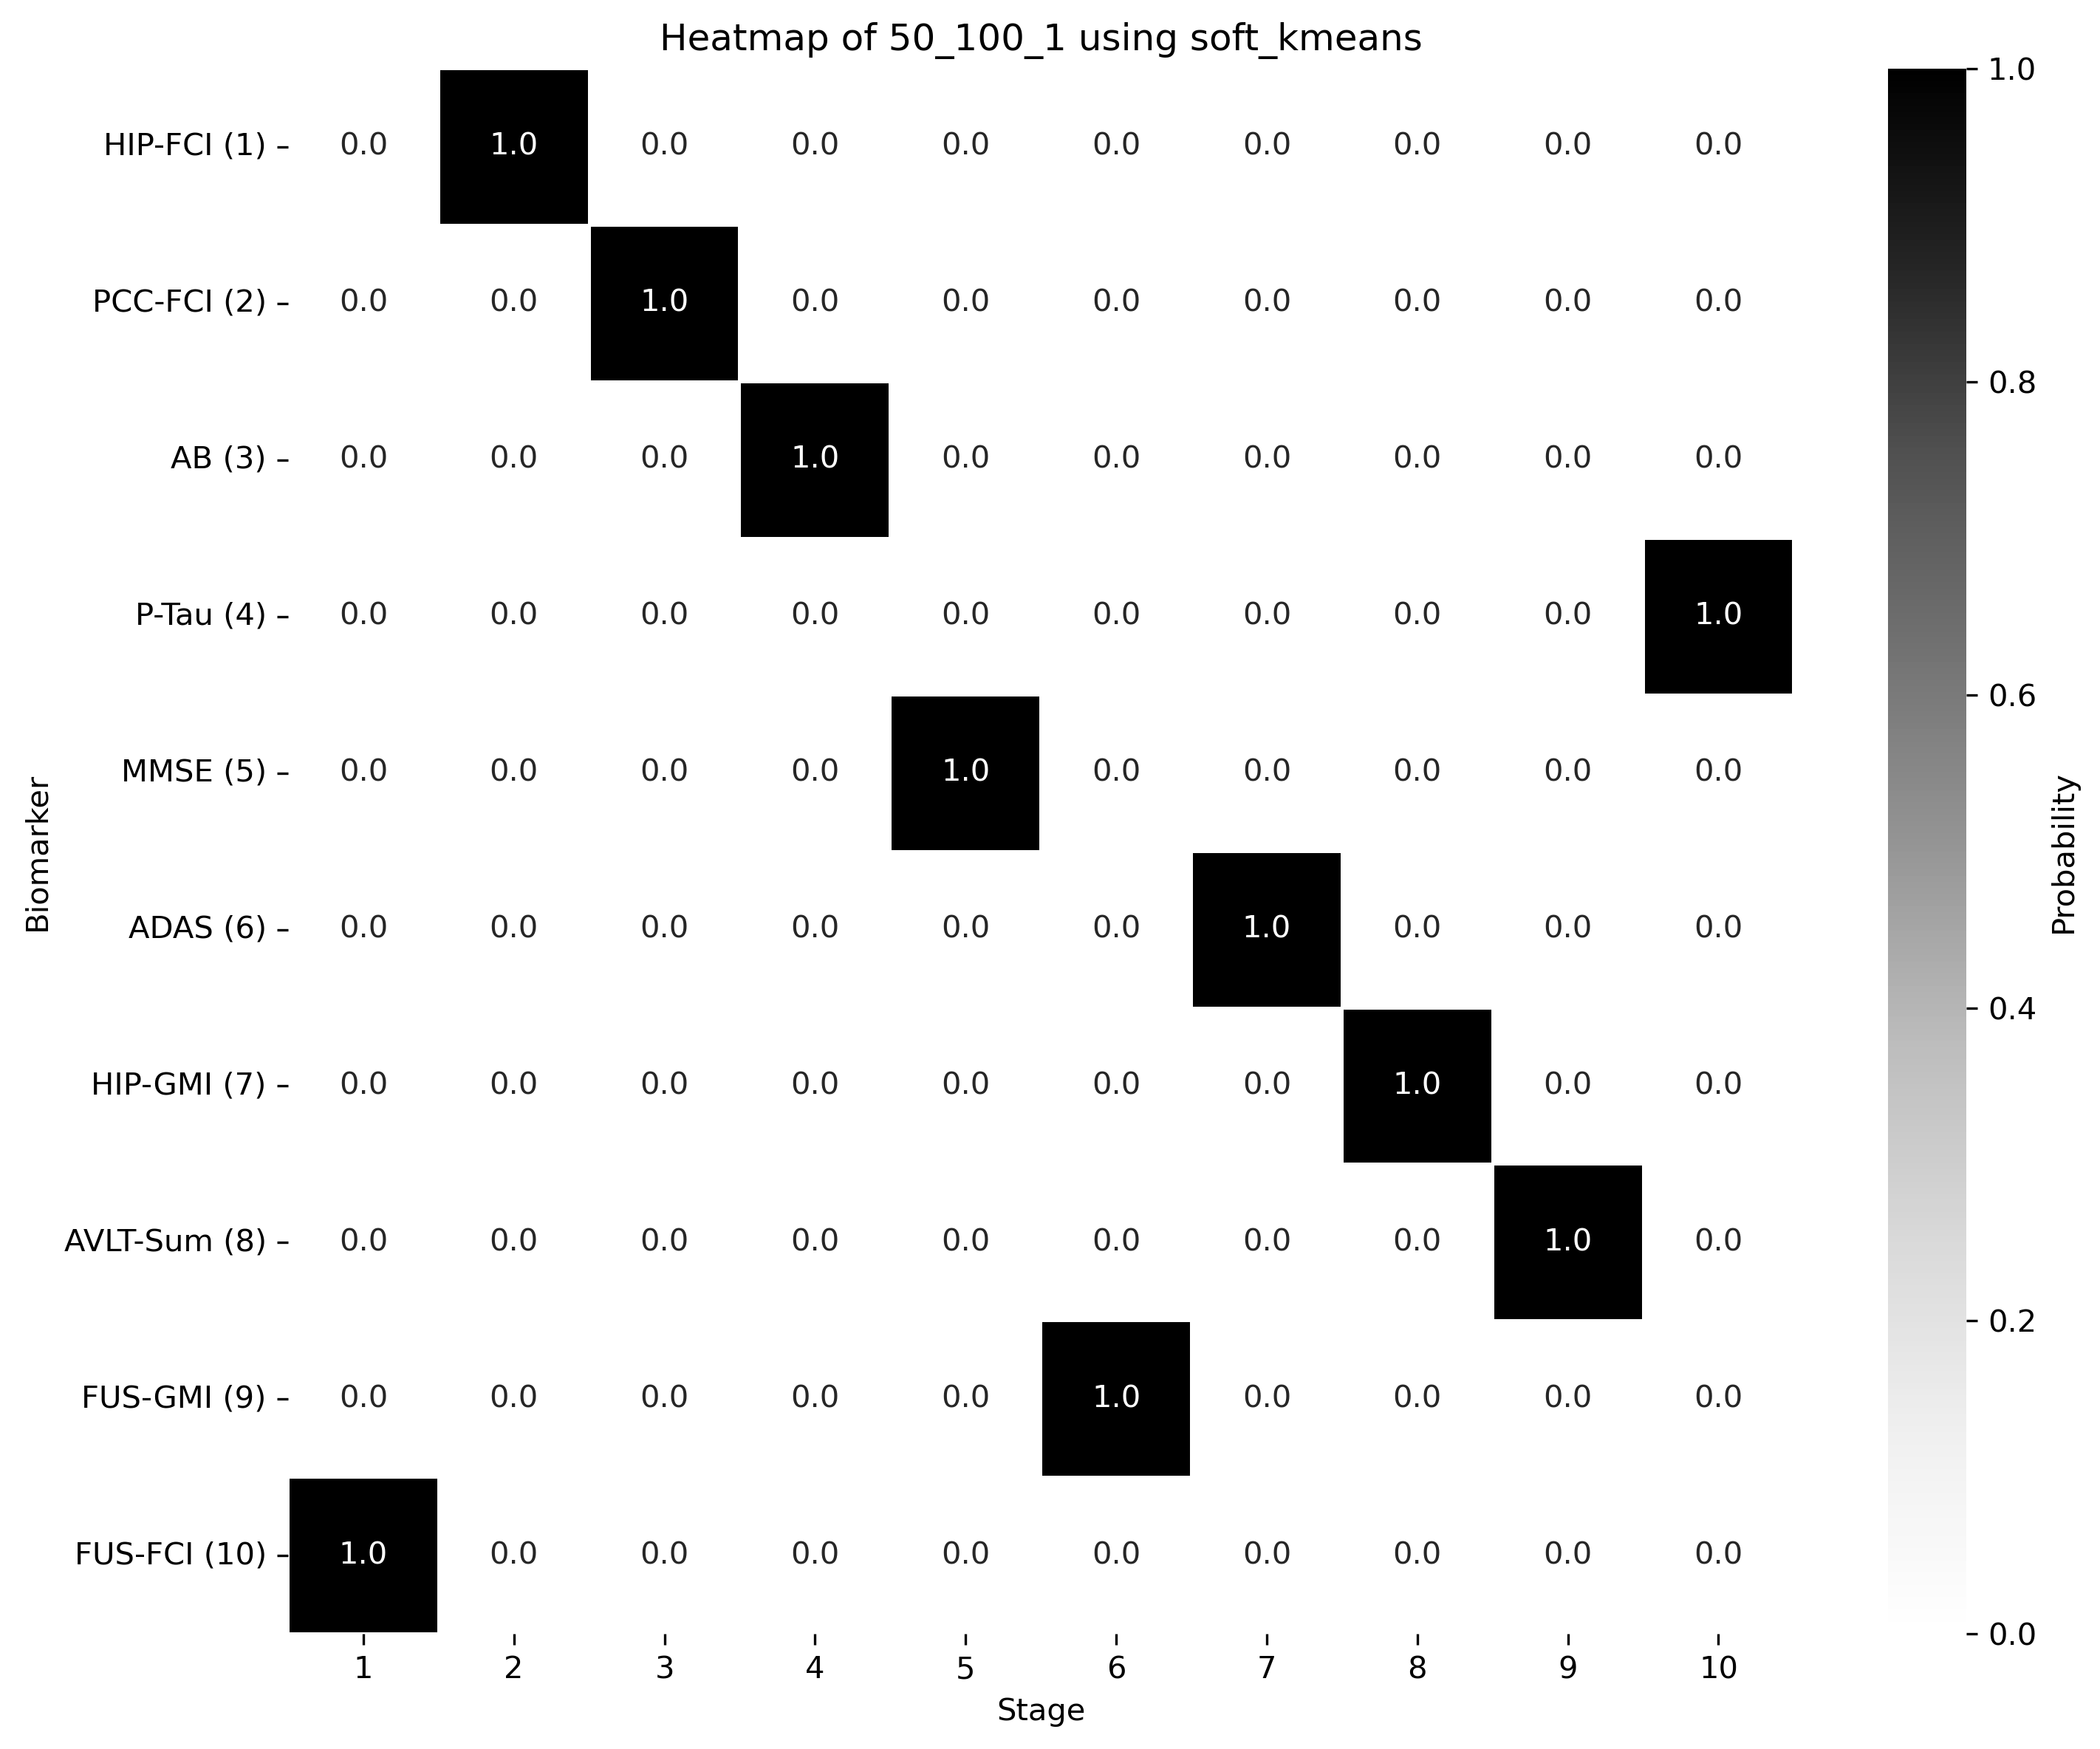 Heatmap of 50_100_1 using soft_kmeans
HIP-FCI (1) 0.0 1.0 0.0 0.0 0.0 0.0 0.0 0.0 0.0 0.0
PCC-FCI (2) 0.0 0.0 1.0 0.0 0.0 0.0 0.0 0.0 0.0 0.0
AB (3) 0.0 0.0 0.0 1.0 0.0 0.0 0.0 0.0 0.0 0.0
P-Tau (4) 0.0 0.0 0.0 0.0 0.0 0.0 0.0 0.0 0.0 1.0
MMSE (5) 0.0 0.0 0.0 0.0 1.0 0.0 0.0 0.0 0.0 0.0
ADAS (6) 0.0 0.0 0.0 0.0 0.0 0.0 1.0 0.0 0.0 0.0
HIP-GMI (7) 0.0 0.0 0.0 0.0 0.0 0.0 0.0 1.0 0.0 0.0
AVLT-Sum (8) 0.0 0.0 0.0 0.0 0.0 0.0 0.0 0.0 1.0 0.0
FUS-GMI (9) 0.0 0.0 0.0 0.0 0.0 1.0 0.0 0.0 0.0 0.0
FUS-FCI (10) 1.0 0.0 0.0 0.0 0.0 0.0 0.0 0.0 0.0 0.0
1 2 3 4 5 6 7 8 9 10
Stage
Biomarker
1.0
0.8
0.6
0.4
0.2
0.0
Probability